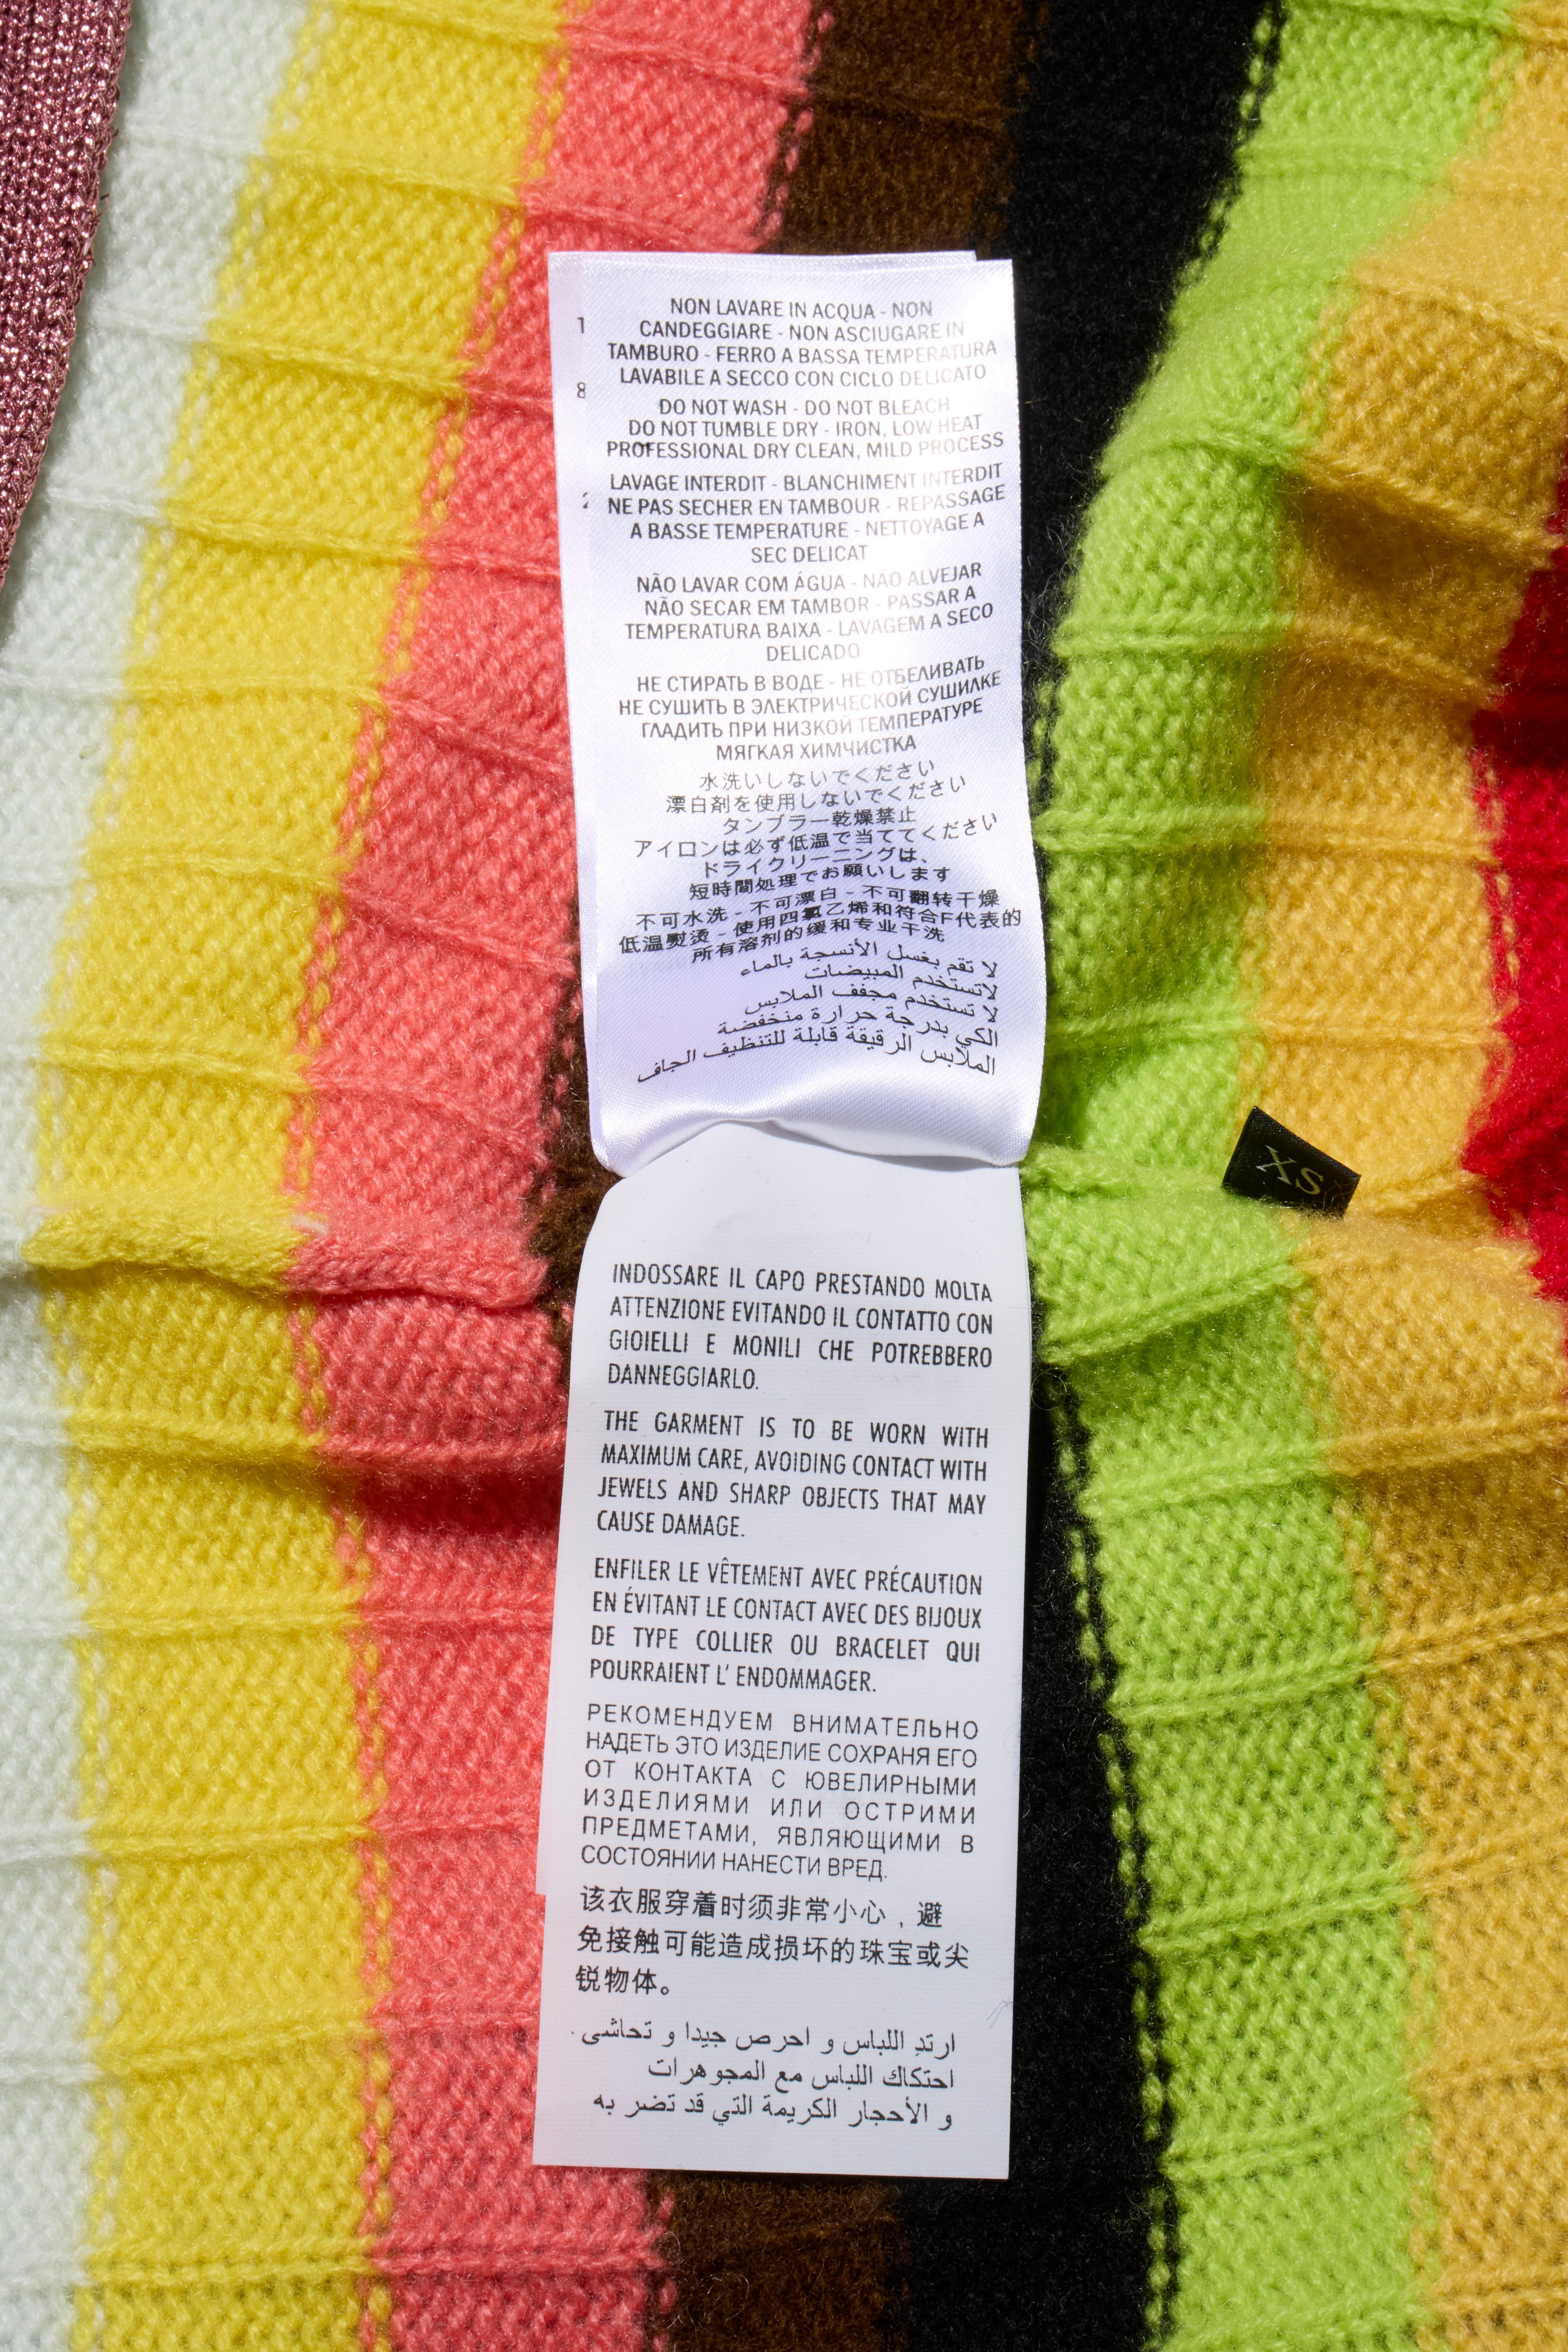 NON LAVARE IN ACQUA - NON
CANDEGGIARE - NON ASCIUGARE IN
TAMBURO - FERRO A BASSA TEMPERATURA
LAVABILE A SECCO CON CICLO DELICATO
DO NOT WASH - DO NOT BLEACH
DO NOT TUMBLE DRY - IRON, LOW HEAT
PROFESSIONAL DRY CLEAN, MILD PROCESS
LAVAGE INTERDIT - BLANCHIMENT INTERDIT
NE PAS SECHER EN TAMBOUR - REPASSAGE
A BASSE TEMPERATURE - NETTOYAGE A
SEC DELICAT
NÃO LAVAR COM ÁGUA - NÃO ALVEJAR
NÃO SECAR EM TAMBOR - PASSAR A
TEMPERATURA BAIXA - LAVAGEM A SECO
DELICADO
НЕ СТИРАТЬ В ВОДЕ - НЕ ОТБЕЛИВАТЬ
НЕ СУШИТЬ В ЭЛЕКТРИЧЕСКОЙ СУШИЛКЕ
ГЛАДИТЬ ПРИ НИЗКОЙ ТЕМПЕРАТУРЕ
МЯГКАЯ ХИМЧИСТКА
水洗いしないでください
漂白剤を使用しないでください
タンブラー乾燥禁止
アイロンは必ず低温で当ててください
ドライクリーニングは、
短時間処理でお願いします
不可水洗 - 不可漂白 - 不可翻转干燥
低温熨烫 - 使用四氯乙烯和符合F代表的
所有溶剂的缓和专业干洗
لا تقم بغسل الأنسجة بالماء
لاتستخدم المبيضات
لا تستخدم مجفف الملابس
الكي بدرجة حرارة منخفضة
الملابس الرقيقة قابلة للتنظيف الجاف
1
8
2
XS
INDOSSARE IL CAPO PRESTANDO MOLTA
ATTENZIONE EVITANDO IL CONTATTO CON
GIOIELLI E MONILI CHE POTREBBERO
DANNEGGIARLO.
THE GARMENT IS TO BE WORN WITH
MAXIMUM CARE, AVOIDING CONTACT WITH
JEWELS AND SHARP OBJECTS THAT MAY
CAUSE DAMAGE.
ENFILER LE VÊTEMENT AVEC PRÉCAUTION
EN ÉVITANT LE CONTACT AVEC DES BIJOUX
DE TYPE COLLIER OU BRACELET QUI
POURRAIENT L' ENDOMMAGER.
РЕКОМЕНДУЕМ ВНИМАТЕЛЬНО
НАДЕТЬ ЭТО ИЗДЕЛИЕ СОХРАНЯ ЕГО
ОТ КОНТАКТА С ЮВЕЛИРНЫМИ
ИЗДЕЛИЯМИ ИЛИ ОСТРИМИ
ПРЕДМЕТАМИ, ЯВЛЯЮЩИМИ В
СОСТОЯНИИ НАНЕСТИ ВРЕД.
该衣服穿着时须非常小心，避
免接触可能造成损坏的珠宝或尖
锐物体。
ارتدِ اللباس و احرص جيدا و تحاشى
احتكاك اللباس مع المجوهرات
و الأحجار الكريمة التي قد تضر به